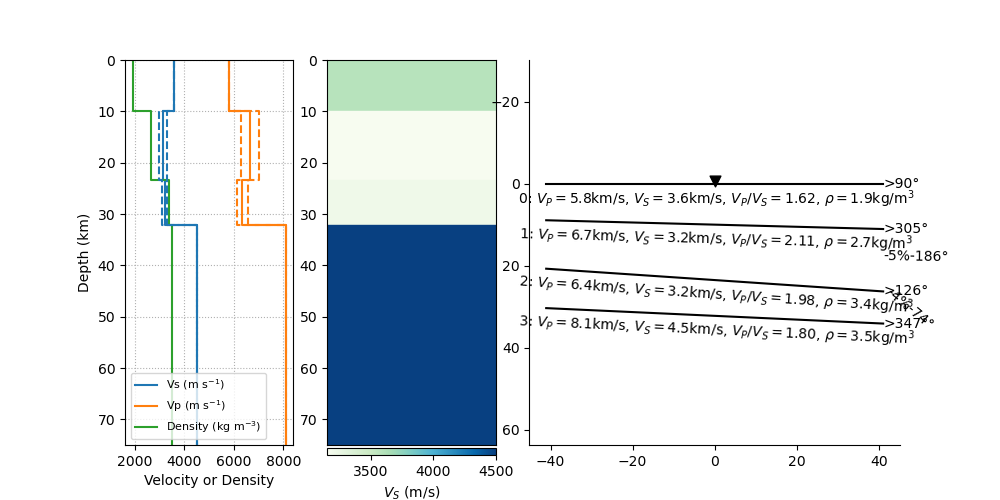 0
10
20
30
40
50
60
70
Depth (km)
2000 4000 6000 8000
Velocity or Density
Vs (m s⁻¹)
Vp (m s⁻¹)
Density (kg m⁻³)
0
10
20
30
40
50
60
70
3500 4000 4500
V_S (m/s)
−20
0
20
40
60
−40 −20 0 20 40
>90°
0: V_P = 5.8km/s, V_S = 3.6km/s, V_P/V_S = 1.62, ρ = 1.9kg/m³
>305°
1: V_P = 6.7km/s, V_S = 3.2km/s, V_P/V_S = 2.11, ρ = 2.7kg/m³
-5%-186°
>126°
2: V_P = 6.4km/s, V_S = 3.2km/s, V_P/V_S = 1.98, ρ = 3.4kg/m³
>347°
3: V_P = 8.1km/s, V_S = 4.5km/s, V_P/V_S = 1.80, ρ = 3.5kg/m³